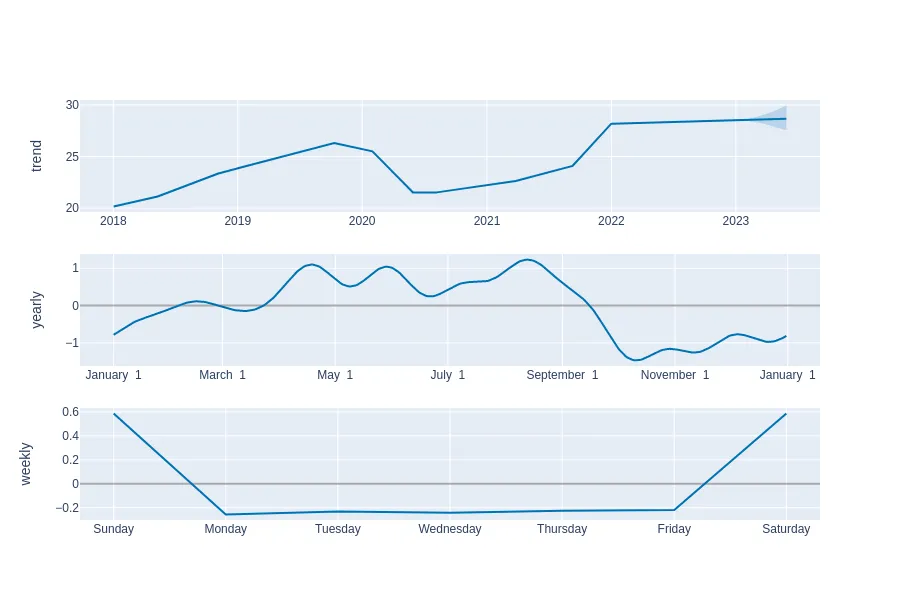 trend
30
25
20
2018 2019 2020 2021 2022 2023
yearly
1
0
−1
January 1 March 1 May 1 July 1 September 1 November 1 January 1
weekly
0.6
0.4
0.2
0
−0.2
Sunday Monday Tuesday Wednesday Thursday Friday Saturday